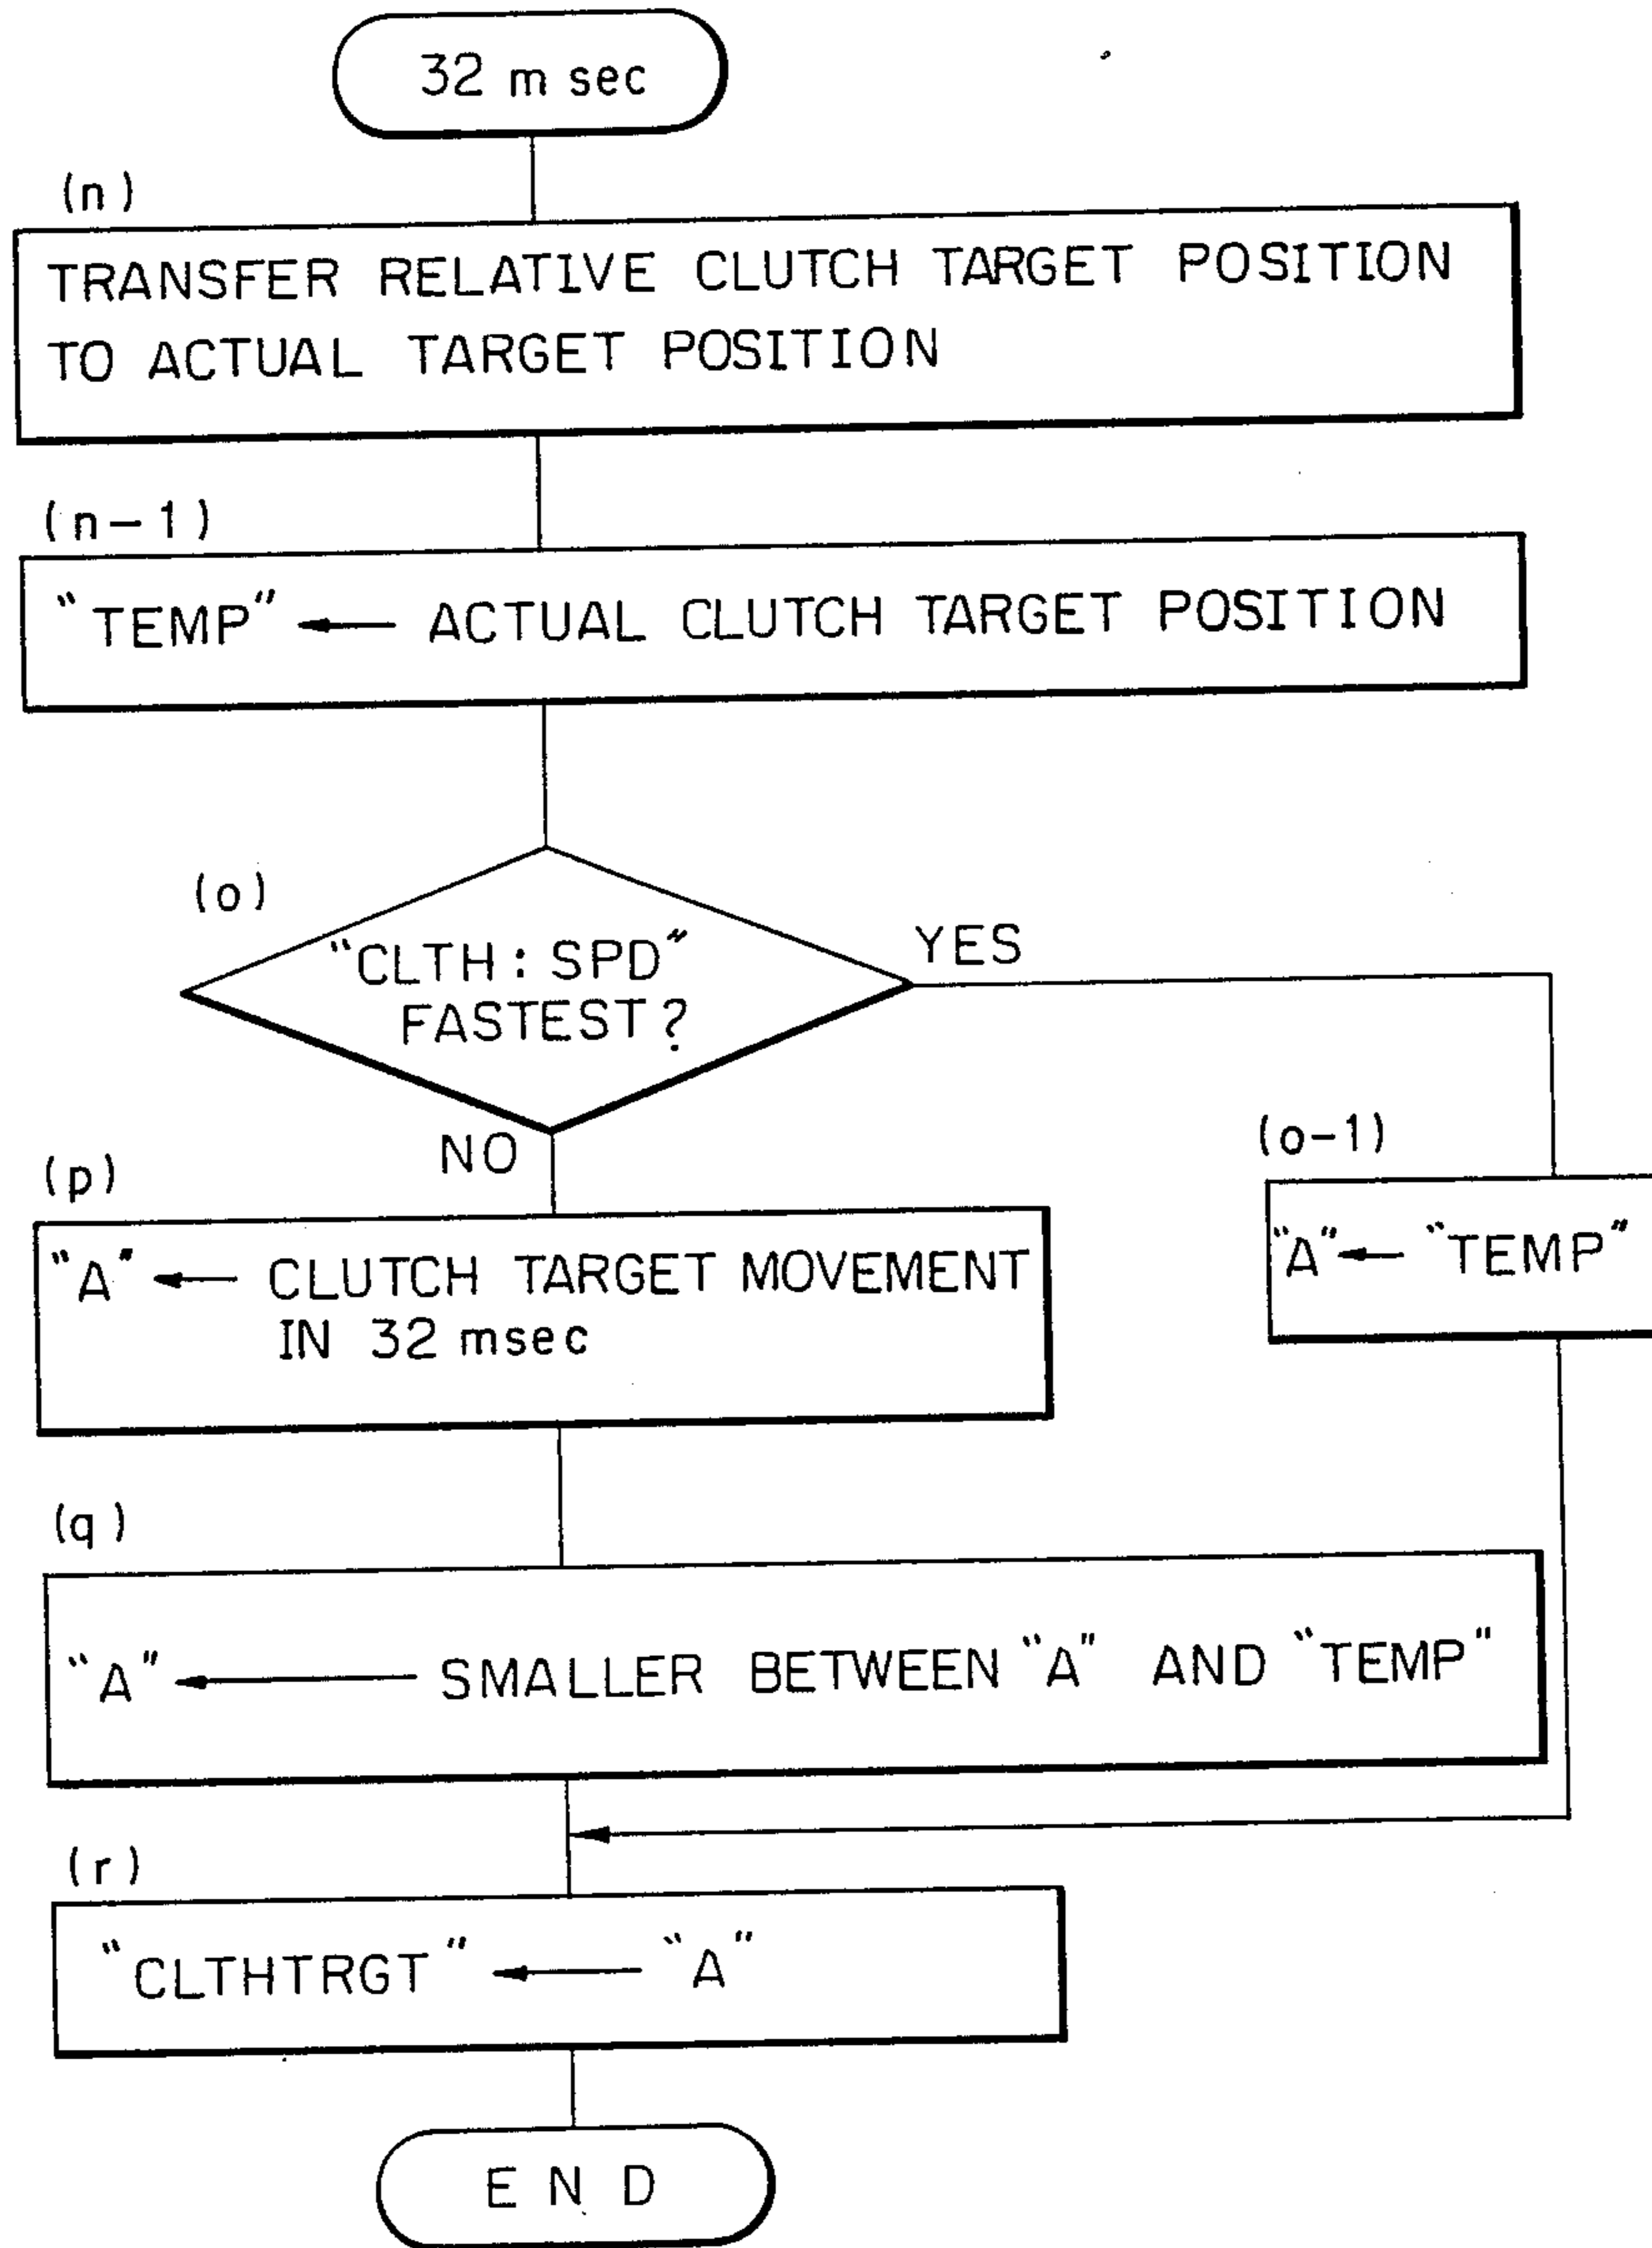 32 m sec
(n)
TRANSFER RELATIVE CLUTCH TARGET POSITION
TO ACTUAL TARGET POSITION
(n-1)
"TEMP" ← ACTUAL CLUTCH TARGET POSITION
(o)
"CLTH : SPD"
FASTEST?
YES
NO
(o-1)
"A" ← "TEMP"
(p)
"A" ← CLUTCH TARGET MOVEMENT
IN 32 msec
(q)
"A" ← SMALLER BETWEEN "A" AND "TEMP"
(r)
"CLTHTRGT" ← "A"
END